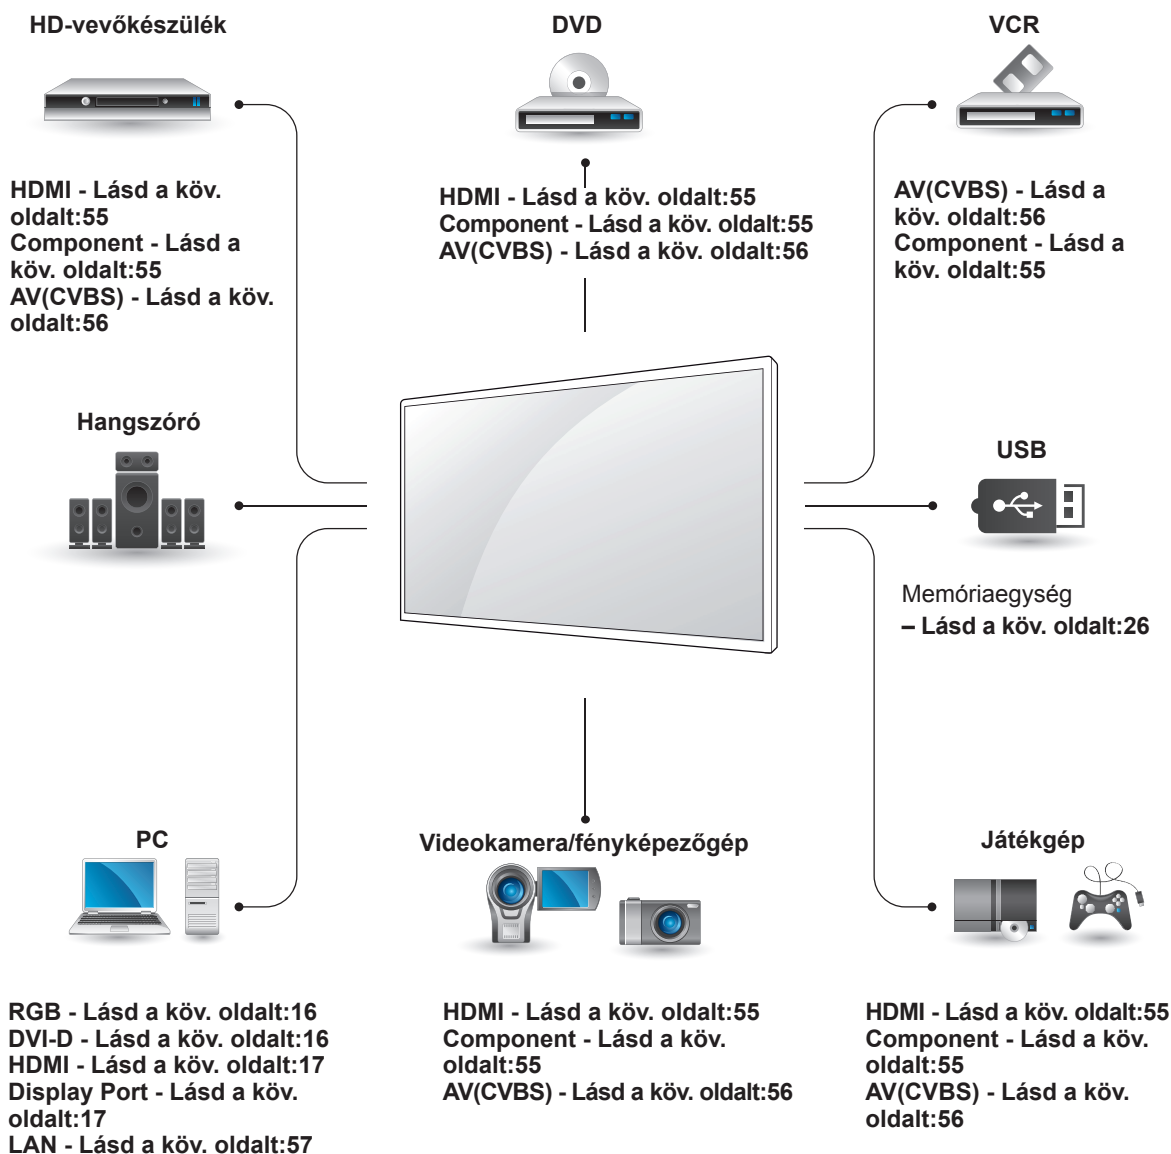 HD-vevőkészülék
HDMI - Lásd a köv.
oldalt:55
Component - Lásd a
köv. oldalt:55
AV(CVBS) - Lásd a köv.
oldalt:56
DVD
HDMI - Lásd a köv. oldalt:55
Component - Lásd a köv. oldalt:55
AV(CVBS) - Lásd a köv. oldalt:56
VCR
AV(CVBS) - Lásd a
köv. oldalt:56
Component - Lásd a
köv. oldalt:55
Hangszóró
USB
Memóriaegység
– Lásd a köv. oldalt:26
PC
RGB - Lásd a köv. oldalt:16
DVI-D - Lásd a köv. oldalt:16
HDMI - Lásd a köv. oldalt:17
Display Port - Lásd a köv.
oldalt:17
LAN - Lásd a köv. oldalt:57
Videokamera/fényképezőgép
HDMI - Lásd a köv. oldalt:55
Component - Lásd a köv.
oldalt:55
AV(CVBS) - Lásd a köv. oldalt:56
Játékgép
HDMI - Lásd a köv. oldalt:55
Component - Lásd a köv.
oldalt:55
AV(CVBS) - Lásd a köv.
oldalt:56